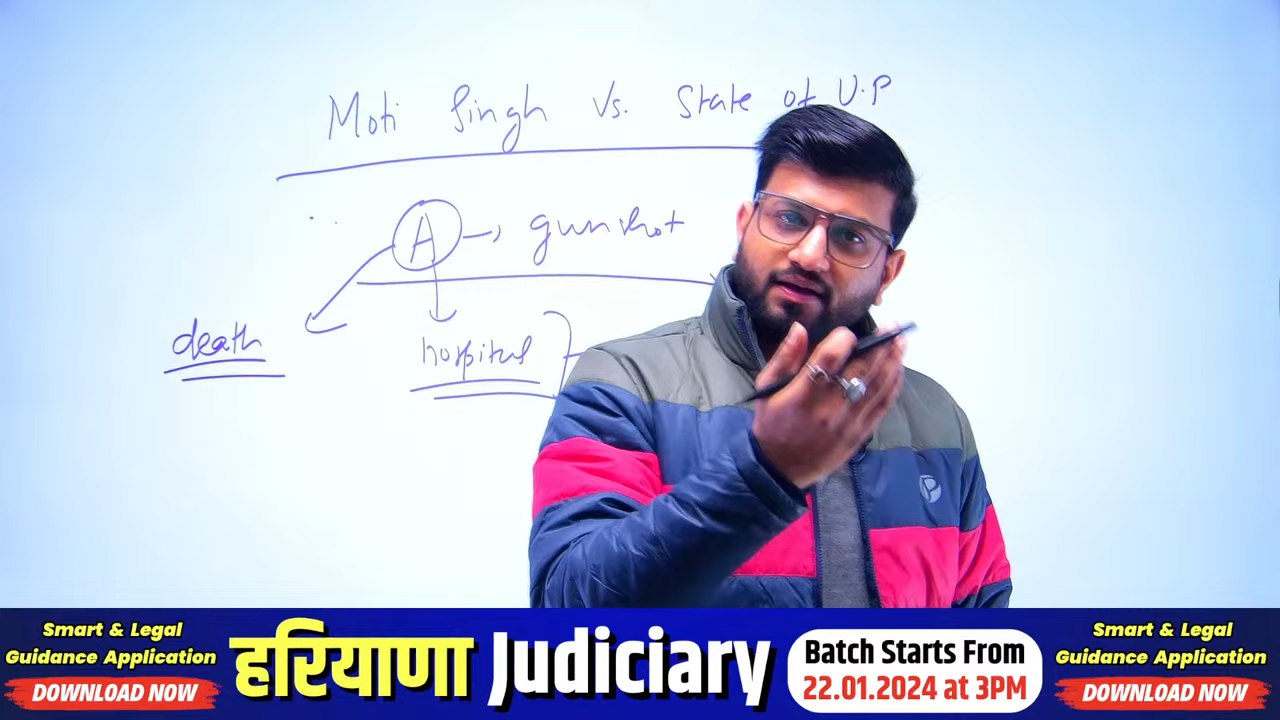 Moti Singh Vs. State of U.P
A → gunshot
death
hospital
Smart & Legal
Guidance Application
DOWNLOAD NOW
हरियाणा Judiciary
Batch Starts From
22.01.2024 at 3PM
Smart & Legal
Guidance Application
DOWNLOAD NOW